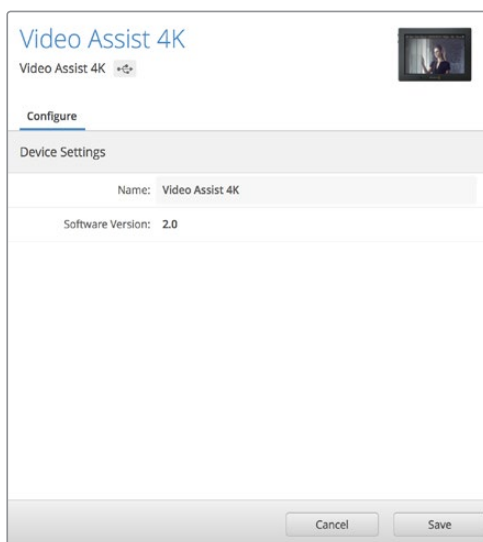 Video Assist 4K
Video Assist 4K
Configure
Device Settings
Name: Video Assist 4K
Software Version: 2.0
Cancel Save